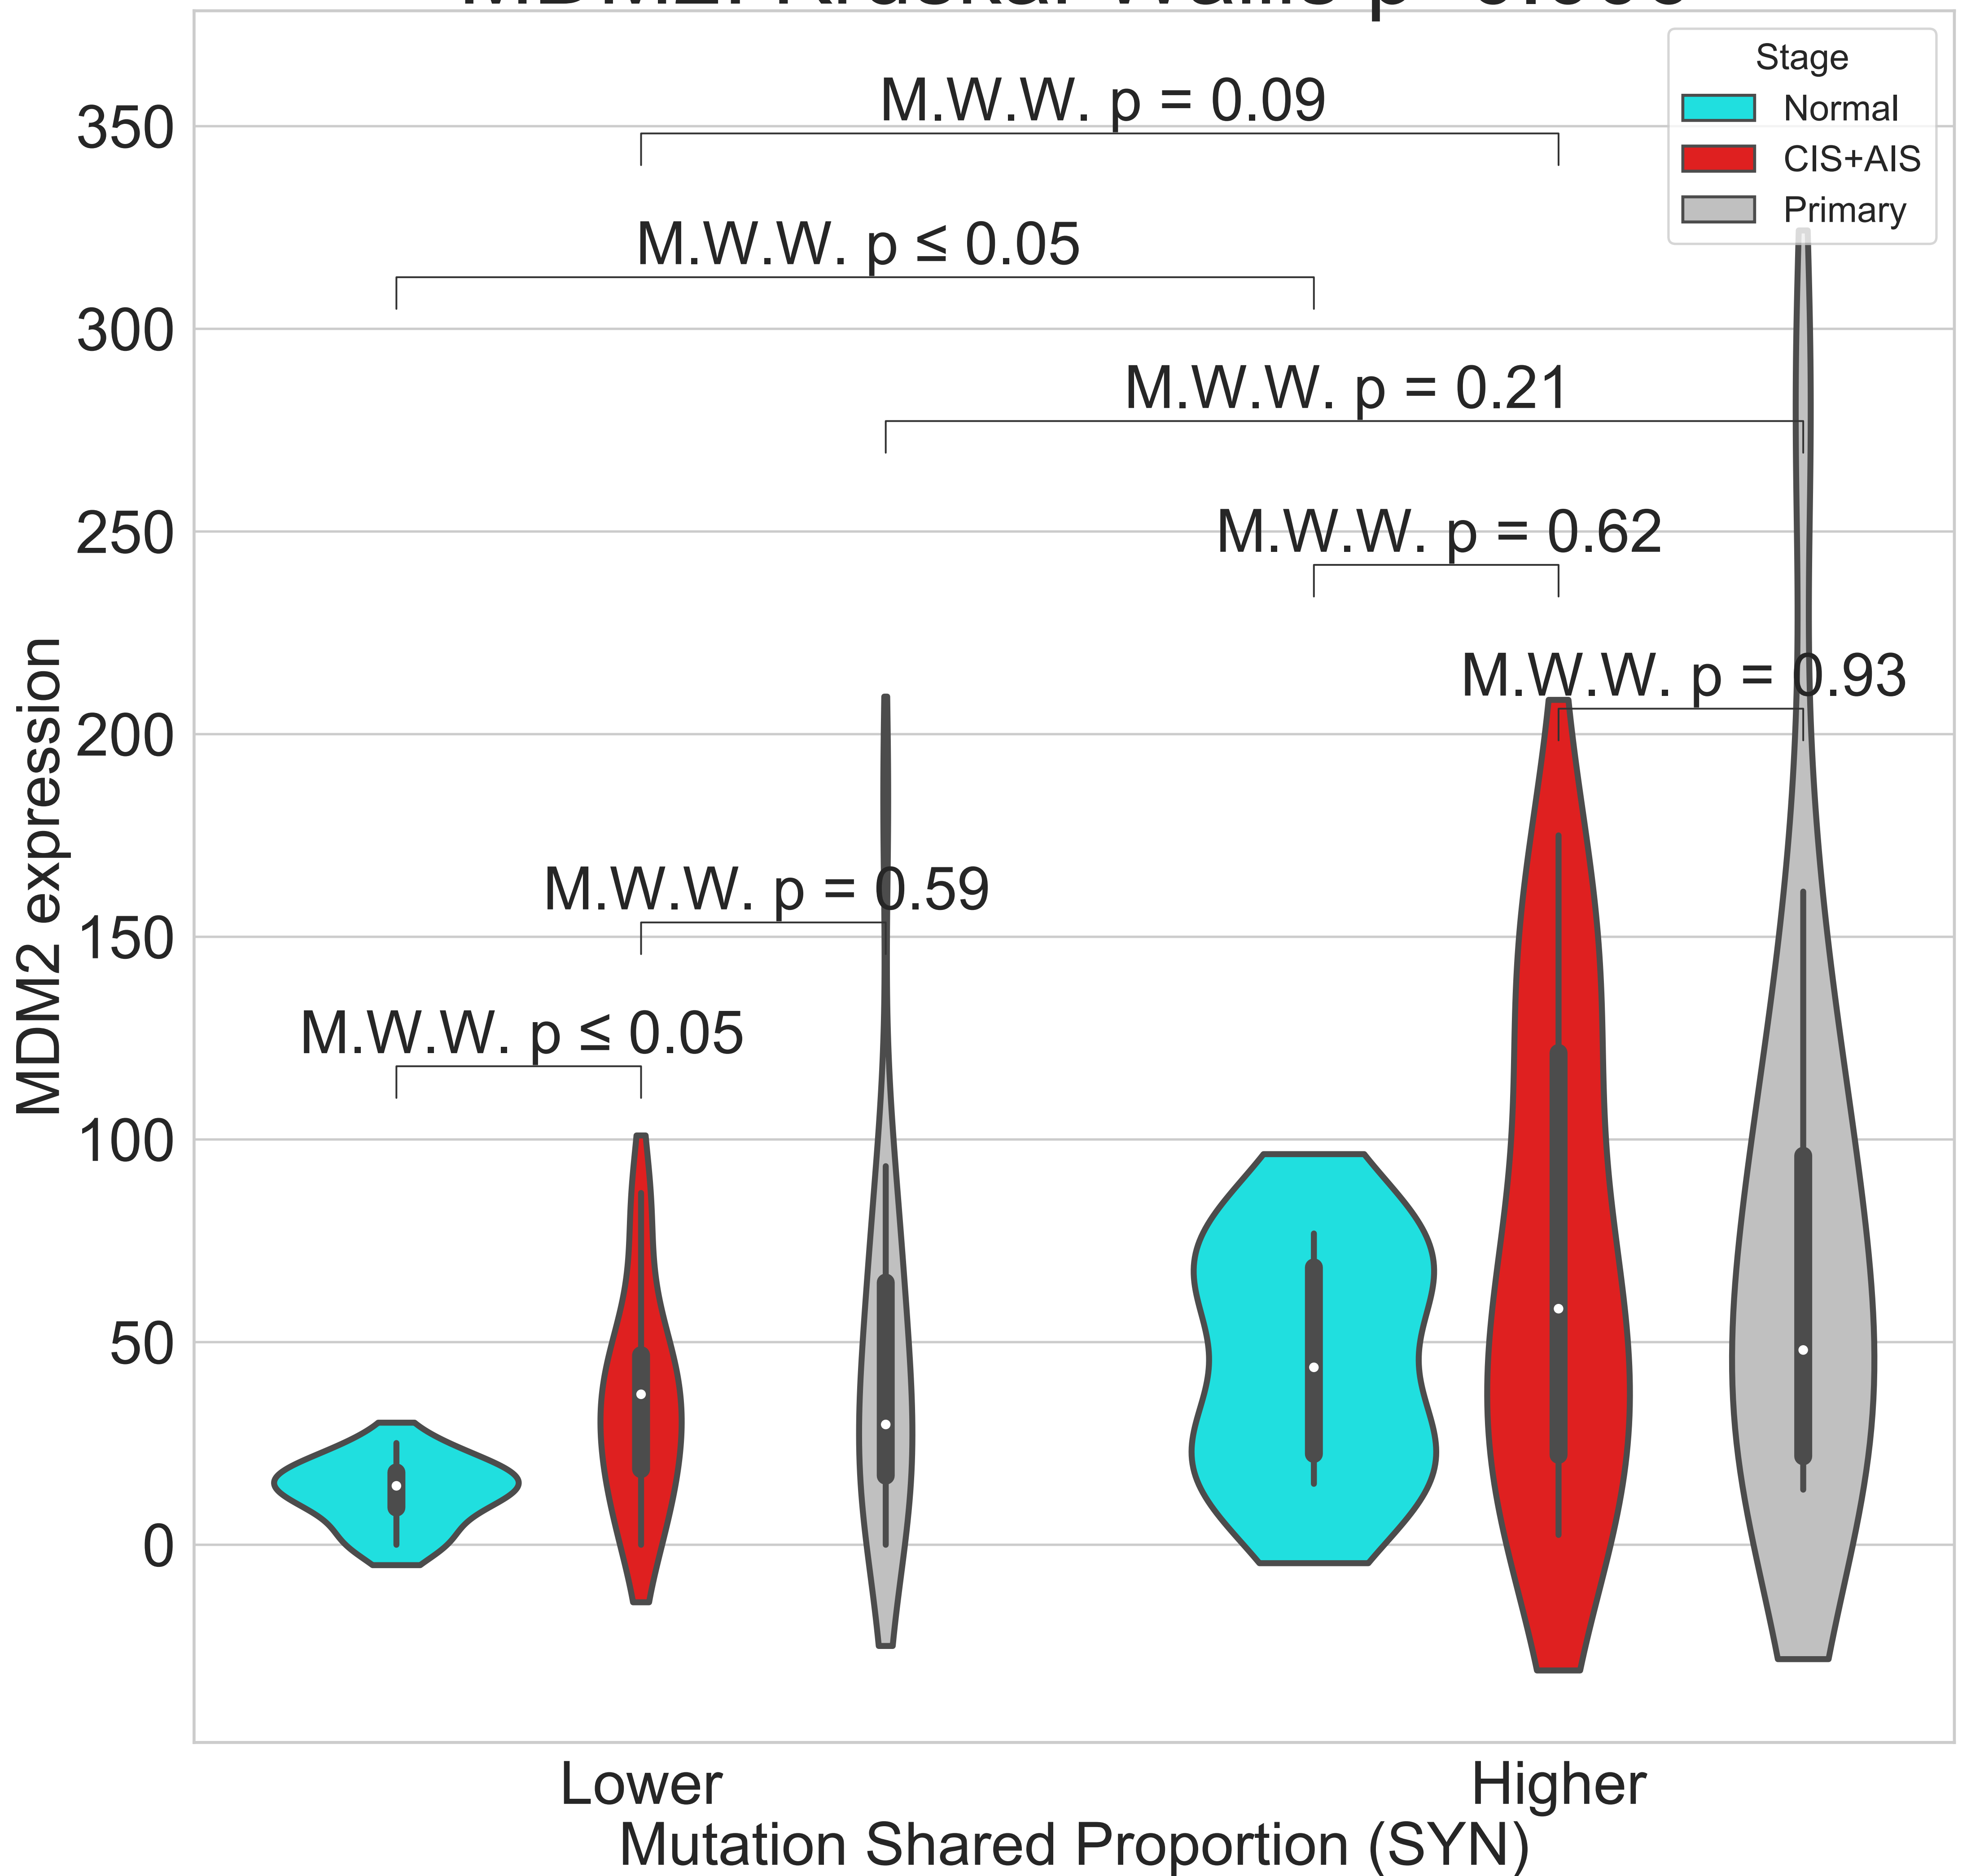 Stage
Normal
CIS+AIS
Primary
M.W.W. p = 0.09
M.W.W. p ≤ 0.05
M.W.W. p = 0.21
M.W.W. p = 0.62
M.W.W. p = 0.93
M.W.W. p = 0.59
M.W.W. p ≤ 0.05
350
300
250
200
150
100
50
0
MDM2 expression
Lower
Higher
Mutation Shared Proportion (SYN)